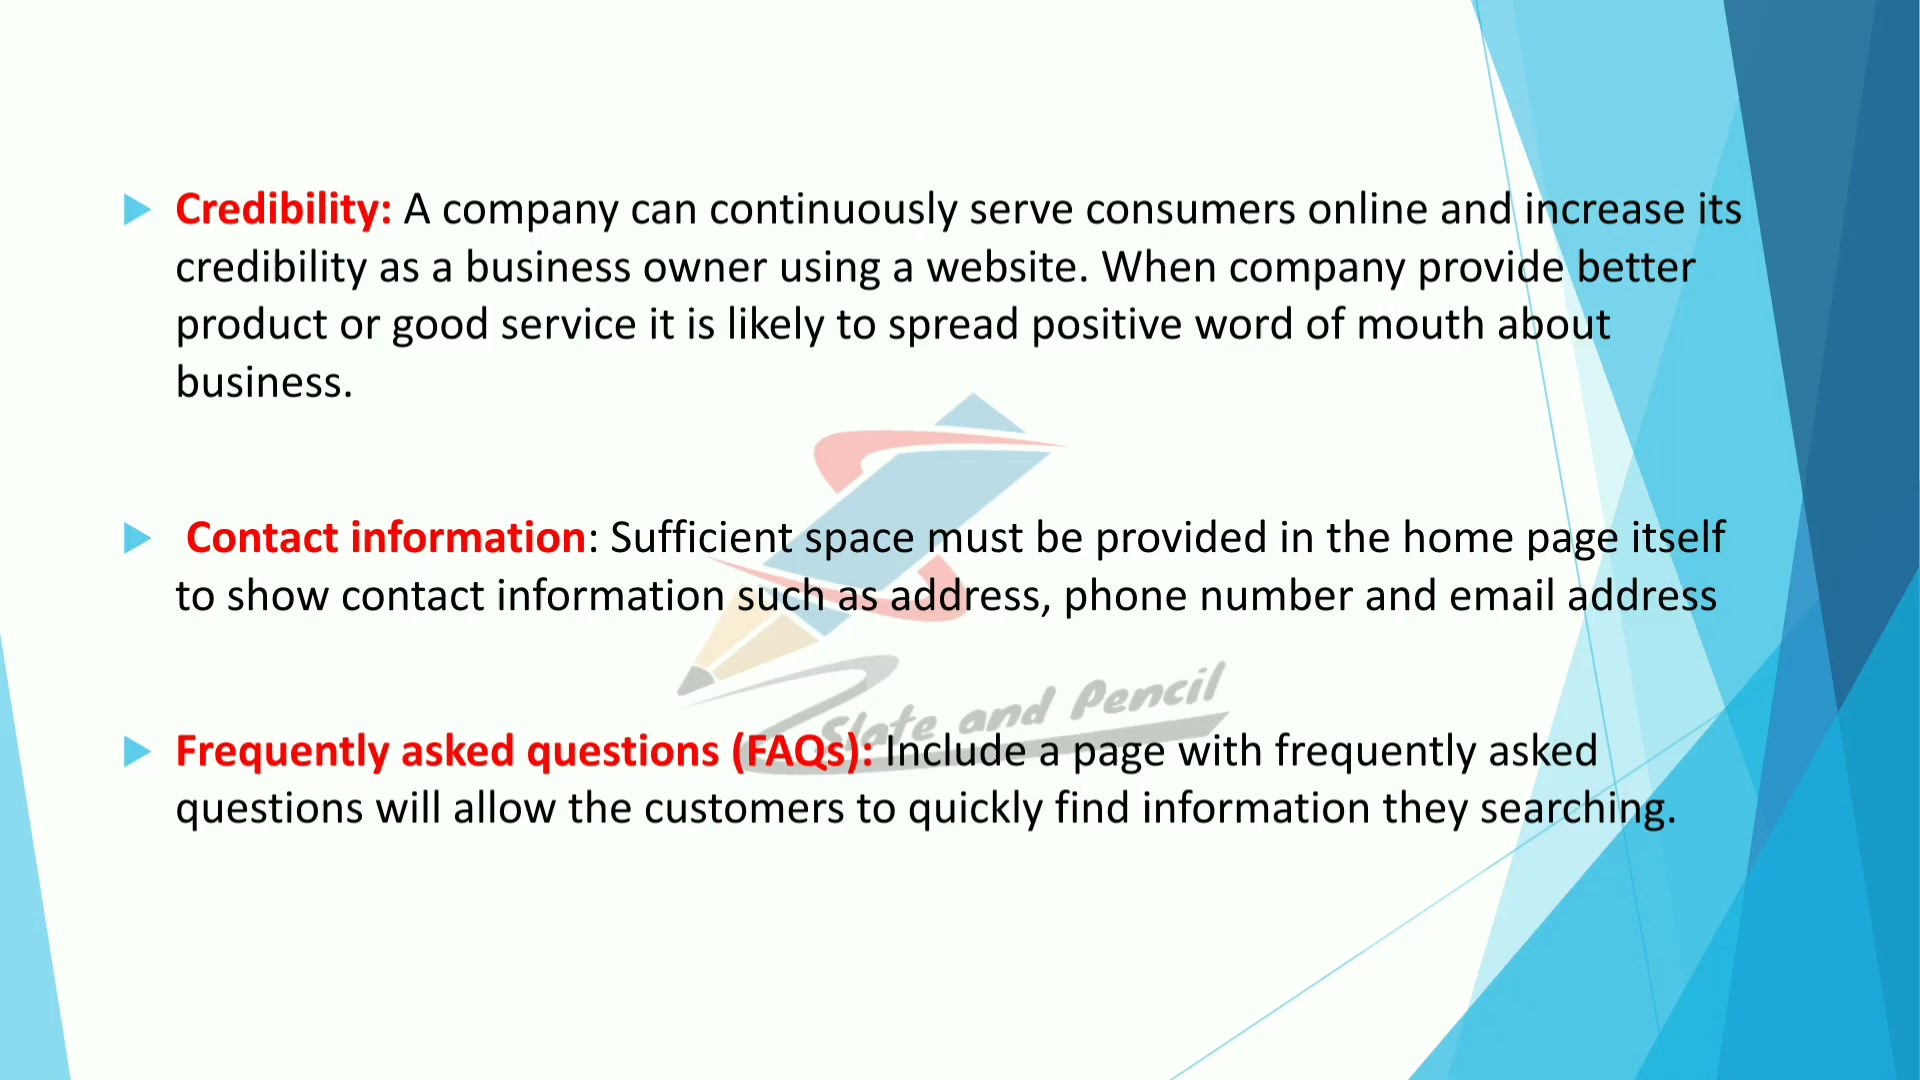 Credibility: A company can continuously serve consumers online and increase its
credibility as a business owner using a website. When company provide better
product or good service it is likely to spread positive word of mouth about
business.
Contact information: Sufficient space must be provided in the home page itself
to show contact information such as address, phone number and email address
Slate and Pencil
Frequently asked questions (FAQs): Include a page with frequently asked
questions will allow the customers to quickly find information they searching.